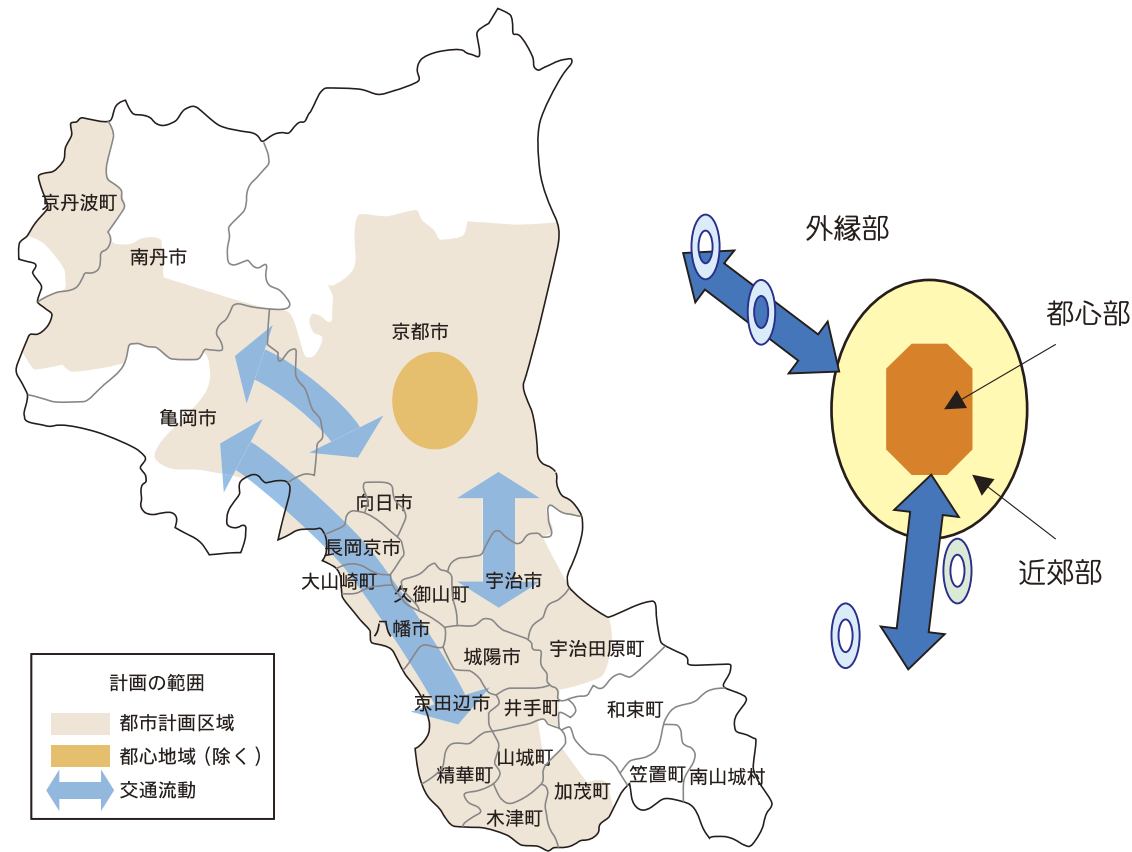 外縁部
京丹波町
南丹市
都心部
京都市
亀岡市
向日市
長岡京市
近郊部
大山崎町
宇治市
久御山町
八幡市
宇治田原町
城陽市
京田辺市
井手町
和束町
計画の範囲
都市計画区域
都心地域(除く)
交通流動
山城町
精華町
笠置町
南山城村
加茂町
木津町